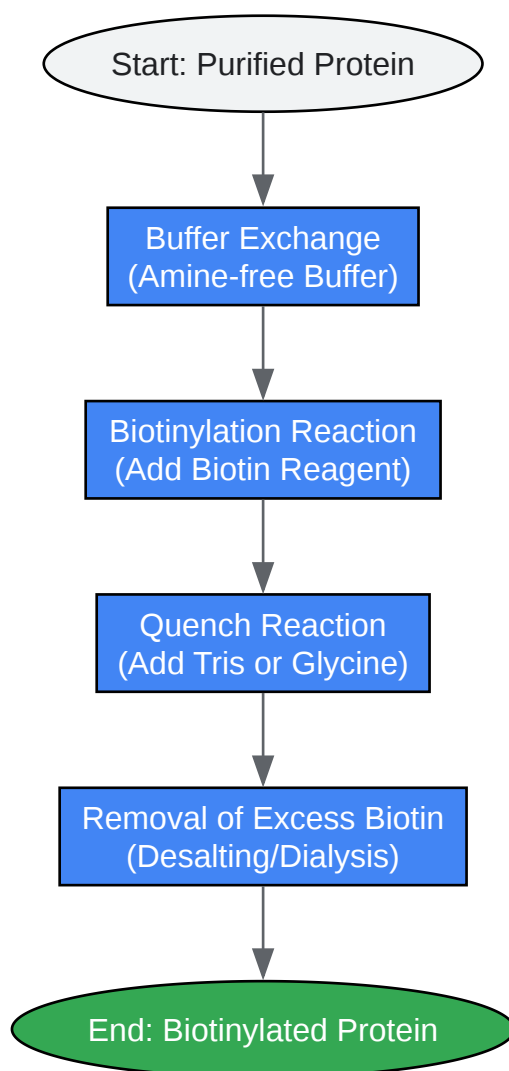 Start: Purified Protein
Buffer Exchange
(Amine-free Buffer)
Biotinylation Reaction
(Add Biotin Reagent)
Quench Reaction
(Add Tris or Glycine)
Removal of Excess Biotin
(Desalting/Dialysis)
End: Biotinylated Protein